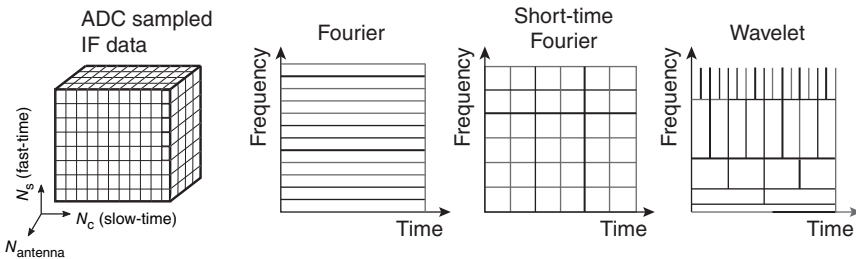 ADC sampled
IF data
Nₛ (fast-time)
N_c (slow-time)
N_antenna
Fourier
Frequency
Time
Short-time
Fourier
Frequency
Time
Wavelet
Frequency
Time